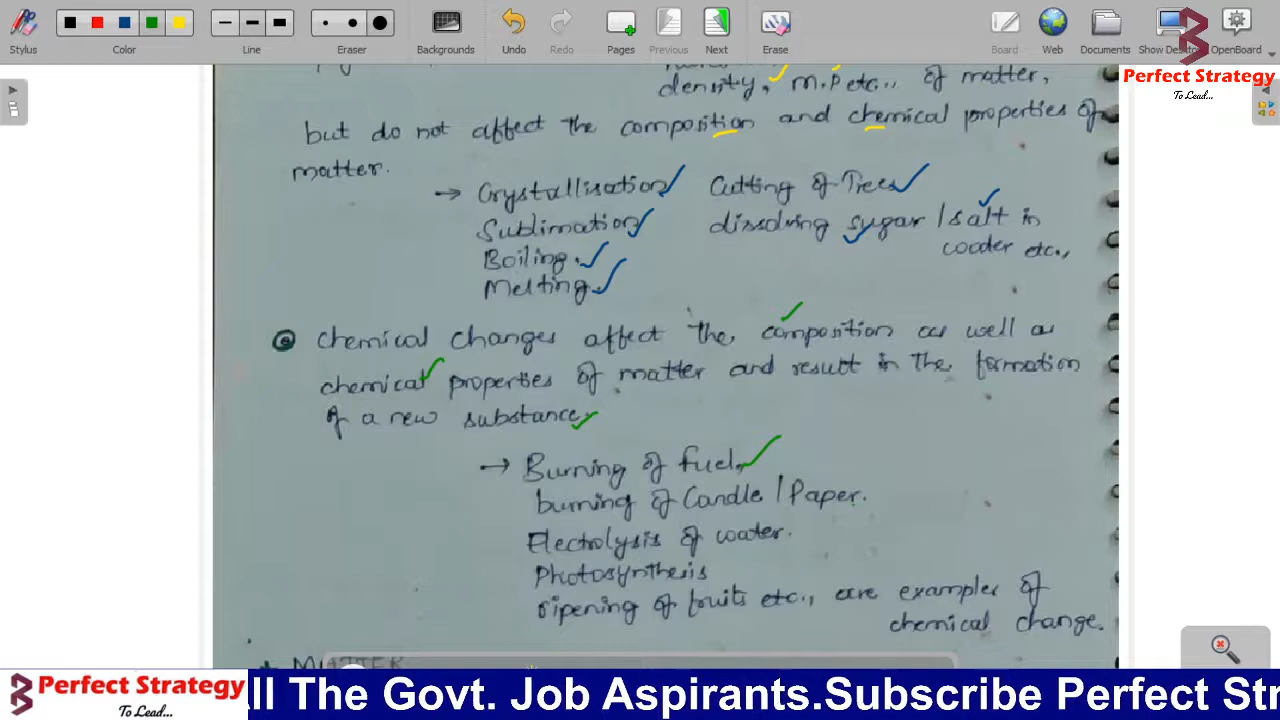 Stylus
Color
Line
Eraser
Backgrounds
Undo
Redo
Pages
Previous
Next
Erase
Board
Web
Documents
Show Desktop
OpenBoard
Perfect Strategy
To Lead...
density, M.P etc., of matter,
but do not affect the composition and chemical properties of
matter.
→ Crystallisation Cutting of Trees
Sublimation dissolving sugar / salt in
Boiling. water etc.,
Melting.
chemical changes affect the composition as well as
chemical properties of matter and result in the formation
of a new substance.
→ Burning of fuel,
burning of Candle / Paper.
Electrolysis of water.
Photosynthesis
ripening of fruits etc., are examples of
chemical change.
MATTER
Perfect Strategy
To Lead...
ll The Govt. Job Aspirants.Subscribe Perfect Str